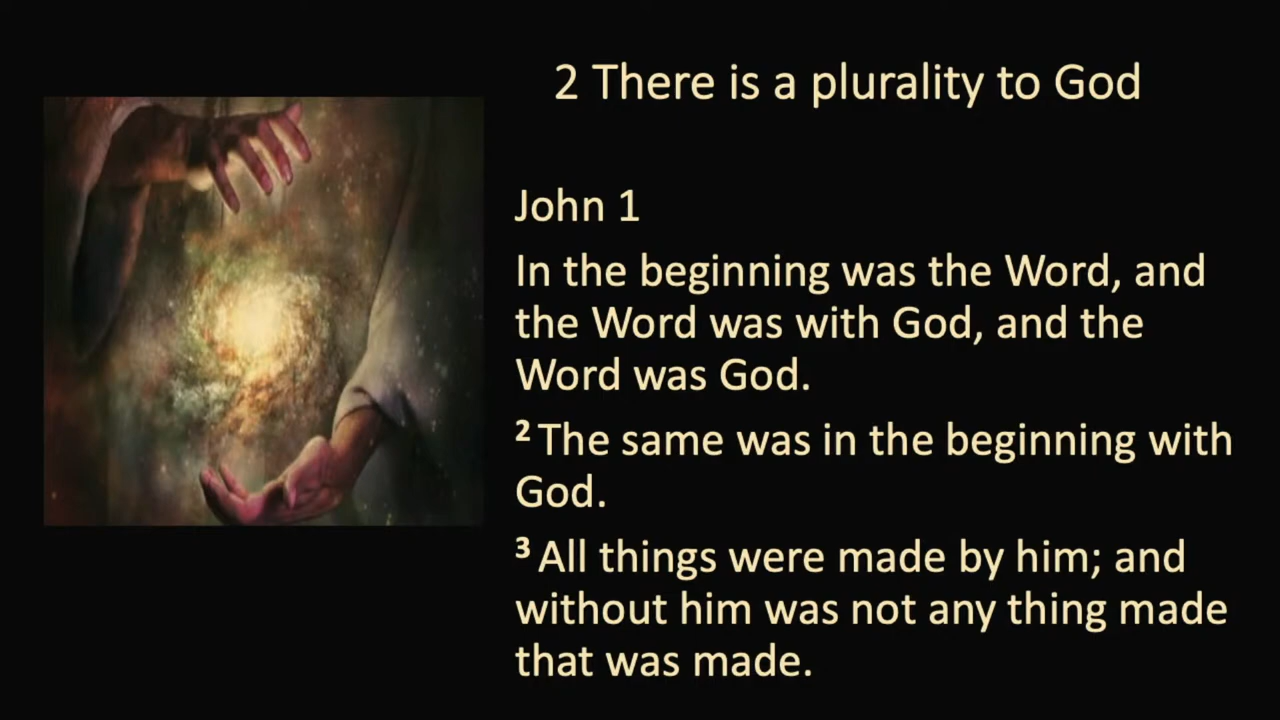 2 There is a plurality to God
John 1
In the beginning was the Word, and
the Word was with God, and the
Word was God.
2 The same was in the beginning with
God.
3 All things were made by him; and
without him was not any thing made
that was made.